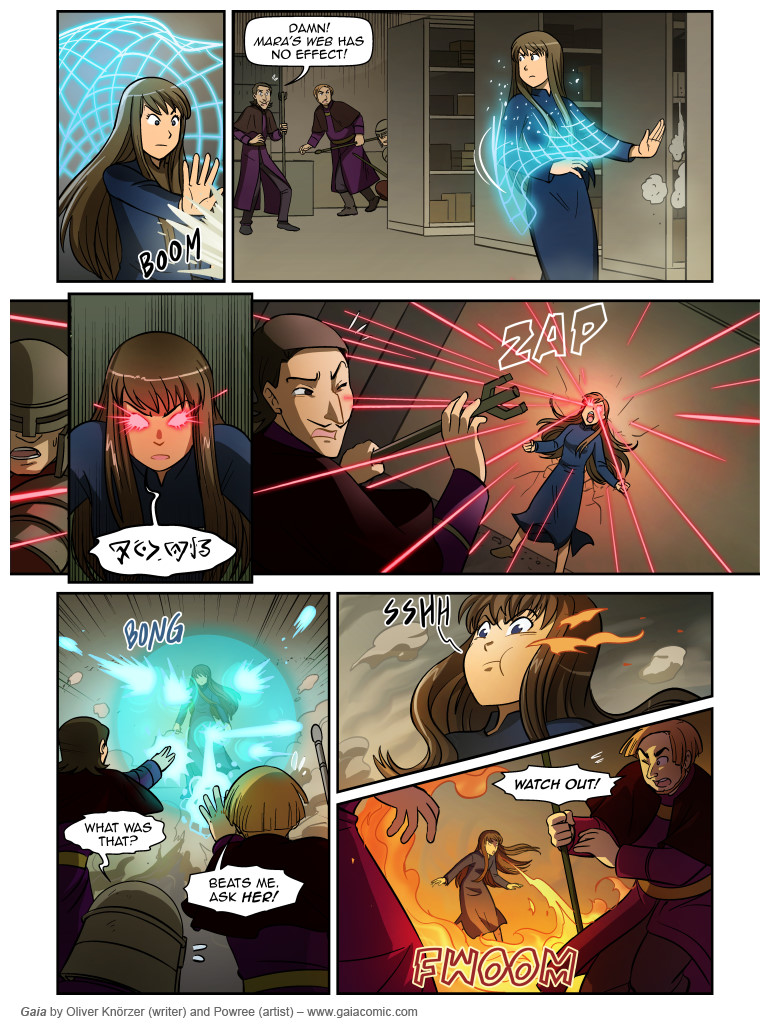 BOOM
DAMN!
MARA'S WEB HAS
NO EFFECT!
ZAP
BONG
WHAT WAS
THAT?
BEATS ME.
ASK HER!
SSHH
WATCH OUT!
FWOOM
Gaia by Oliver Knörzer (writer) and Powree (artist) – www.gaiacomic.com